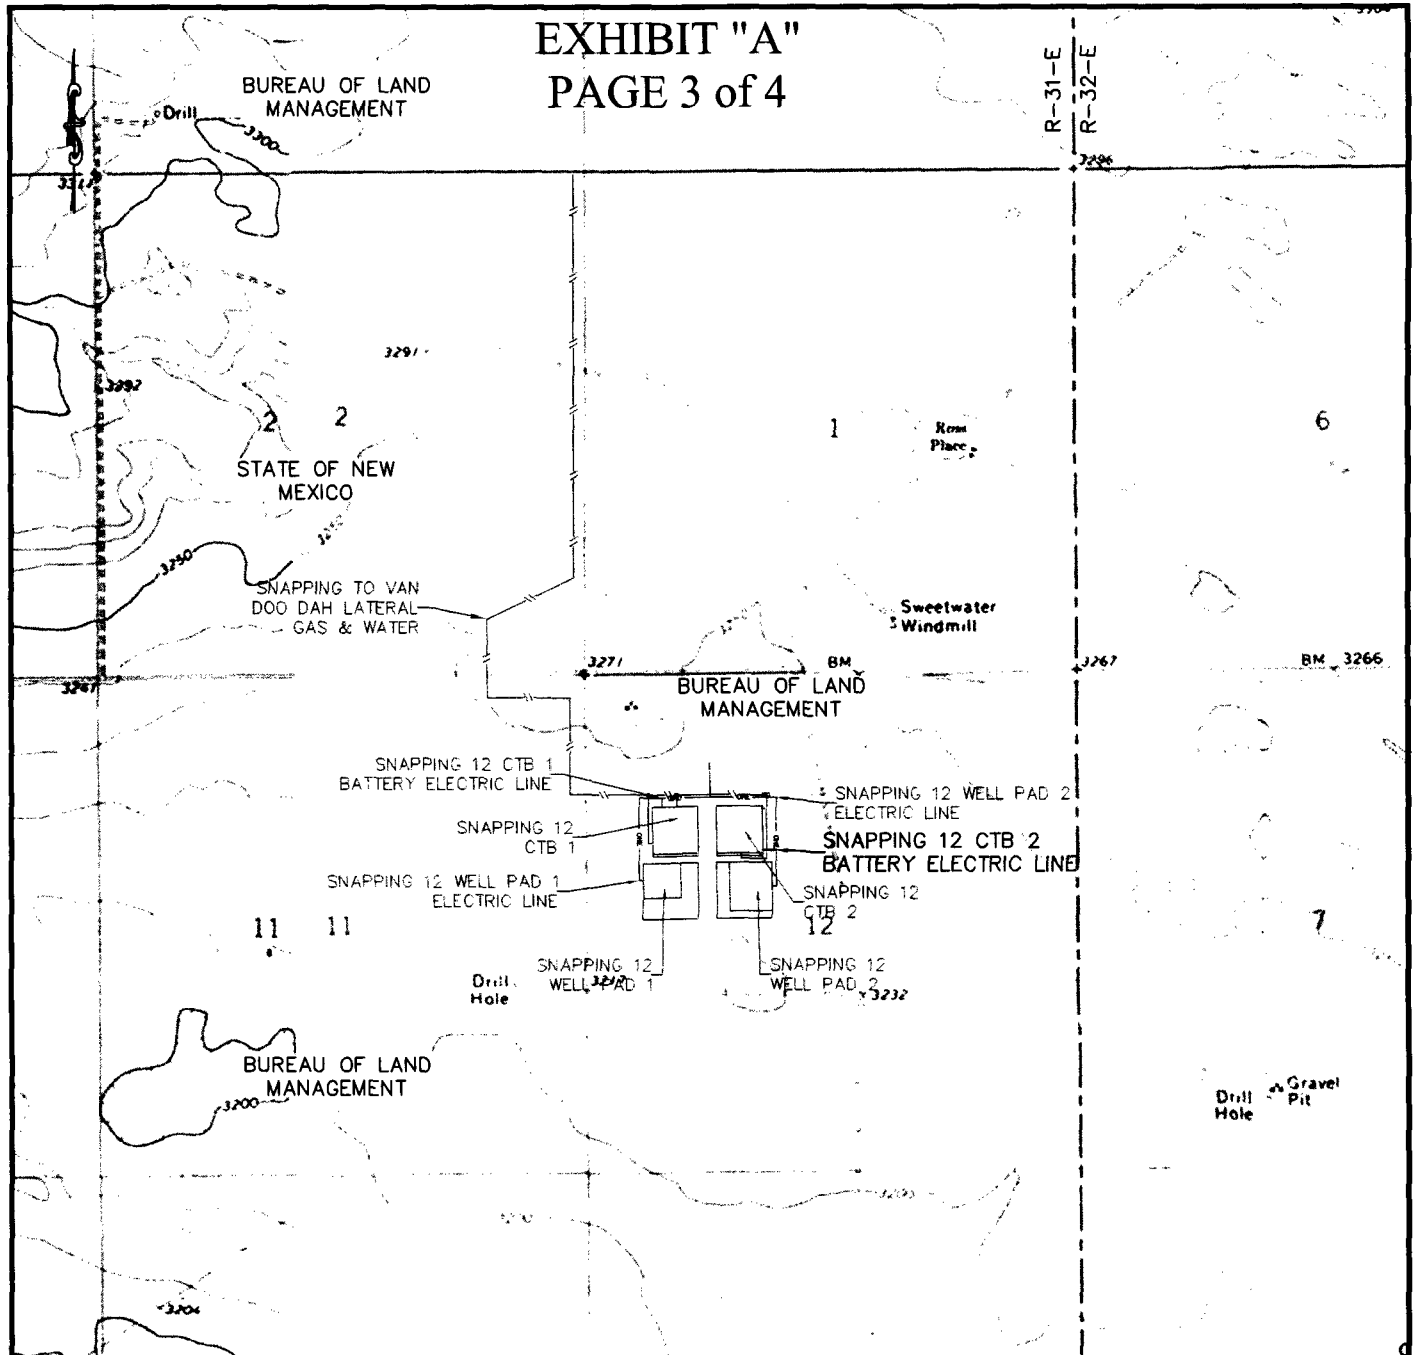 EXHIBIT "A"
PAGE 3 of 4
R-31-E
R-32-E
BUREAU OF LAND
MANAGEMENT
Drill
3300
3296
3291
3292
2
2
1
6
Ross
Place
STATE OF NEW
MEXICO
3250
3250
SNAPPING TO VAN
DOO DAH LATERAL
GAS & WATER
Sweetwater
Windmill
3271
BM
3267
BM
3266
BUREAU OF LAND
MANAGEMENT
SNAPPING 12 CTB 1
BATTERY ELECTRIC LINE
SNAPPING 12 WELL PAD 2
ELECTRIC LINE
SNAPPING 12
CTB 1
SNAPPING 12 CTB 2
BATTERY ELECTRIC LINE
SNAPPING 12 WELL PAD 1
ELECTRIC LINE
SNAPPING 12
CTB 2
11
11
12
7
SNAPPING 12
WELL PAD 1
SNAPPING 12
WELL PAD 2
Drill
Hole
3232
BUREAU OF LAND
MANAGEMENT
3200
Drill
Hole
Gravel
Pit
3204